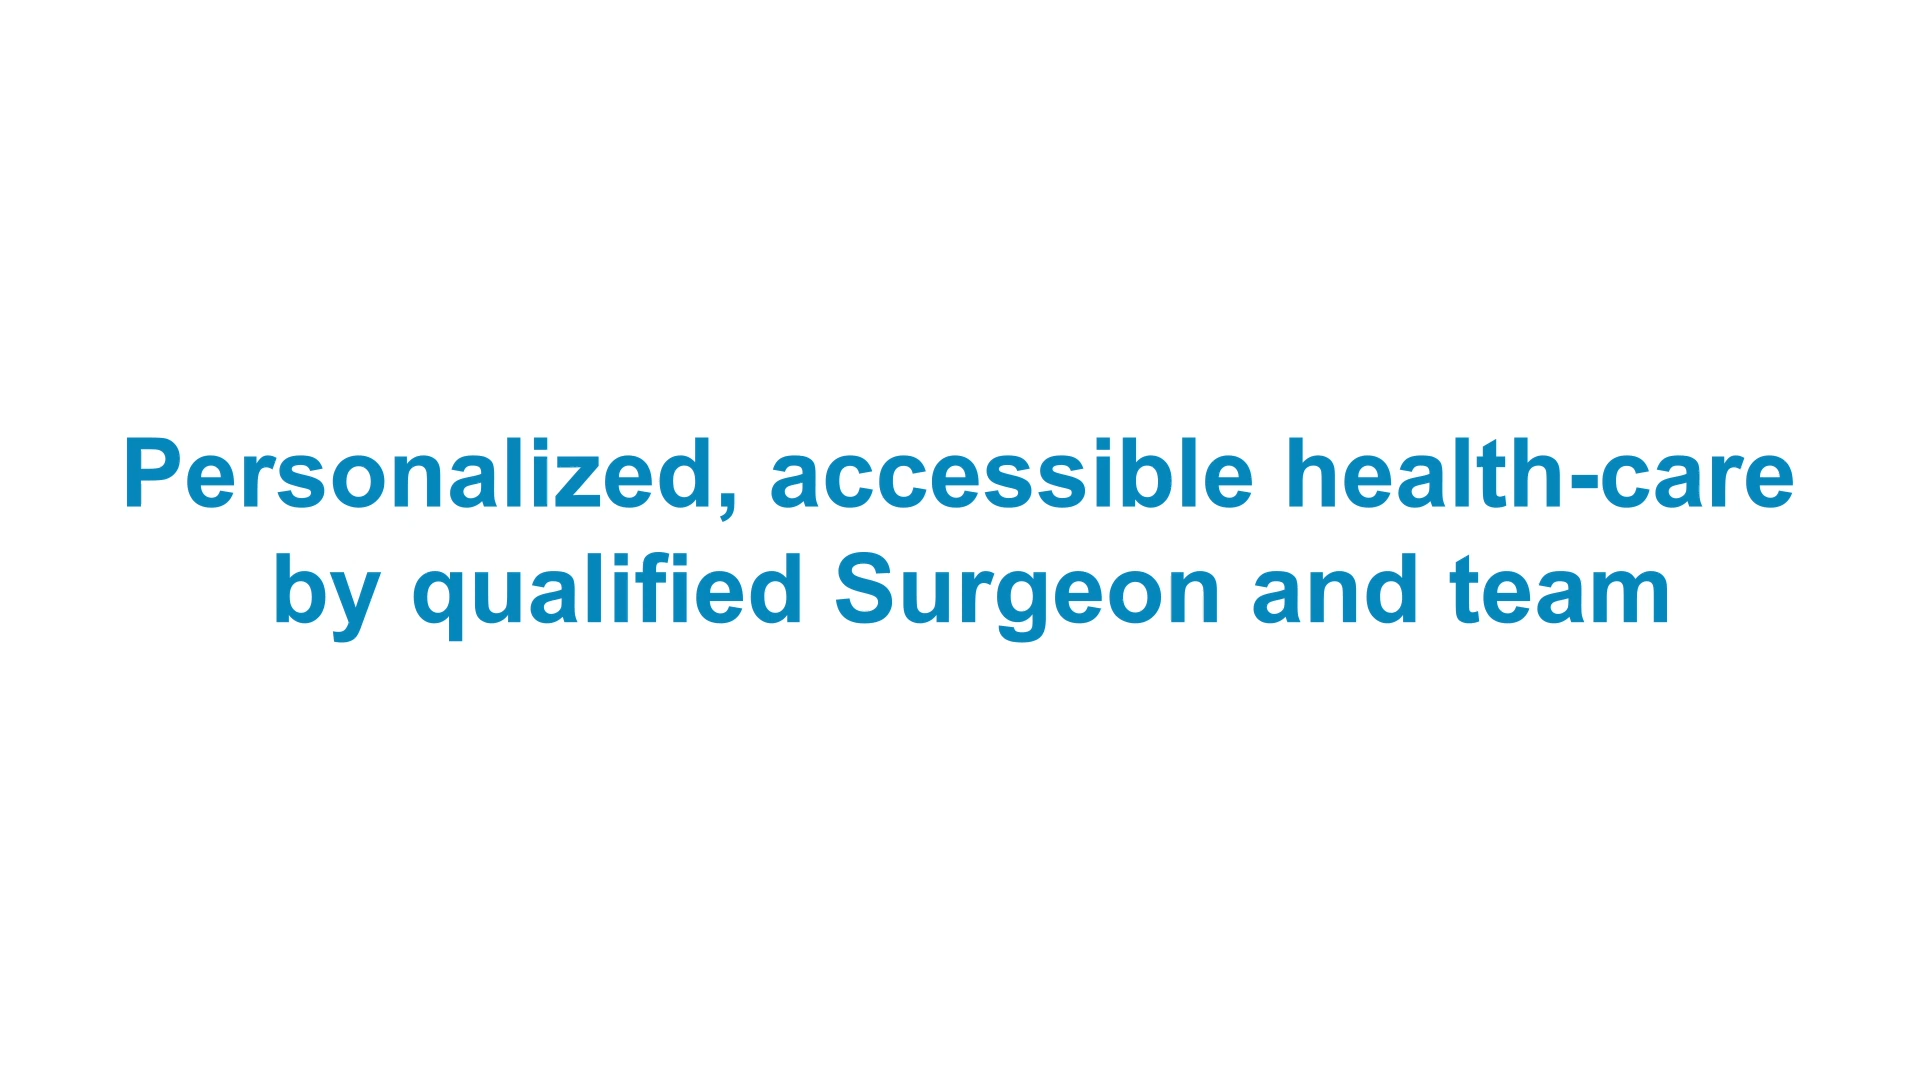 Personalized, accessible health-care
by qualified Surgeon and team